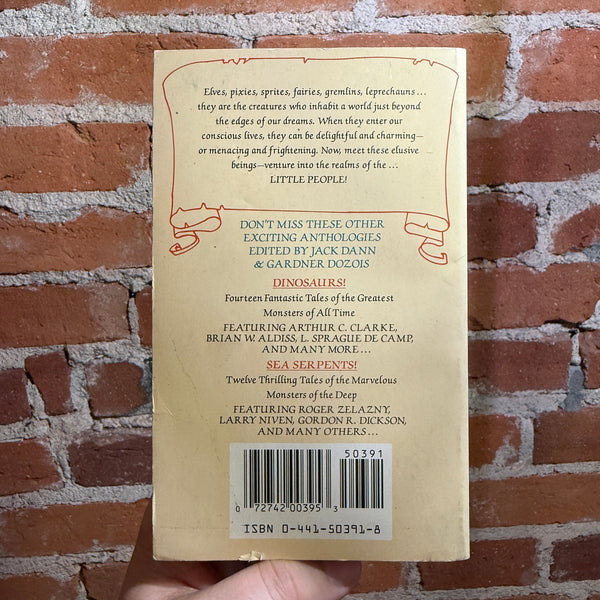 Elves, pixies, sprites, fairies, gremlins, leprechauns...
they are the creatures who inhabit a world just beyond
the edges of our dreams. When they enter our
conscious lives, they can be delightful and charming—
or menacing and frightening. Now, meet these elusive
beings—venture into the realms of the...
LITTLE PEOPLE!
DON'T MISS THESE OTHER
EXCITING ANTHOLOGIES
EDITED BY JACK DANN
& GARDNER DOZOIS
DINOSAURS!
Fourteen Fantastic Tales of the Greatest
Monsters of All Time
FEATURING ARTHUR C. CLARKE,
BRIAN W. ALDISS, L. SPRAGUE DE CAMP,
AND MANY MORE...
SEA SERPENTS!
Twelve Thrilling Tales of the Marvelous
Monsters of the Deep
FEATURING ROGER ZELAZNY,
LARRY NIVEN, GORDON R. DICKSON,
AND MANY OTHERS...
50391
0 72742 00395 3
ISBN 0-441-50391-8